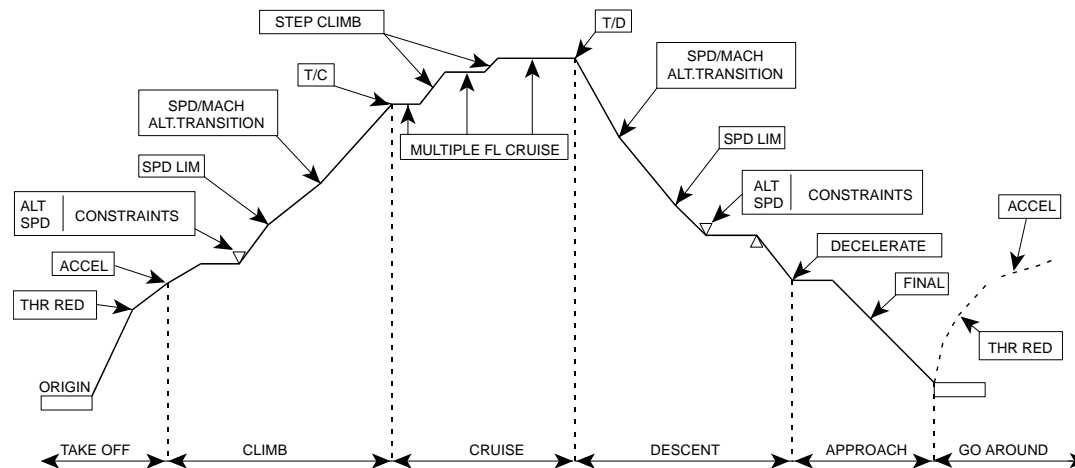 STEP CLIMB
T/D
T/C
SPD/MACH
ALT.TRANSITION
SPD/MACH
ALT.TRANSITION
MULTIPLE FL CRUISE
SPD LIM
SPD LIM
ALT
SPD
CONSTRAINTS
ALT
SPD
CONSTRAINTS
ACCEL
ACCEL
DECELERATE
THR RED
FINAL
THR RED
ORIGIN
TAKE OFF
CLIMB
CRUISE
DESCENT
APPROACH
GO AROUND